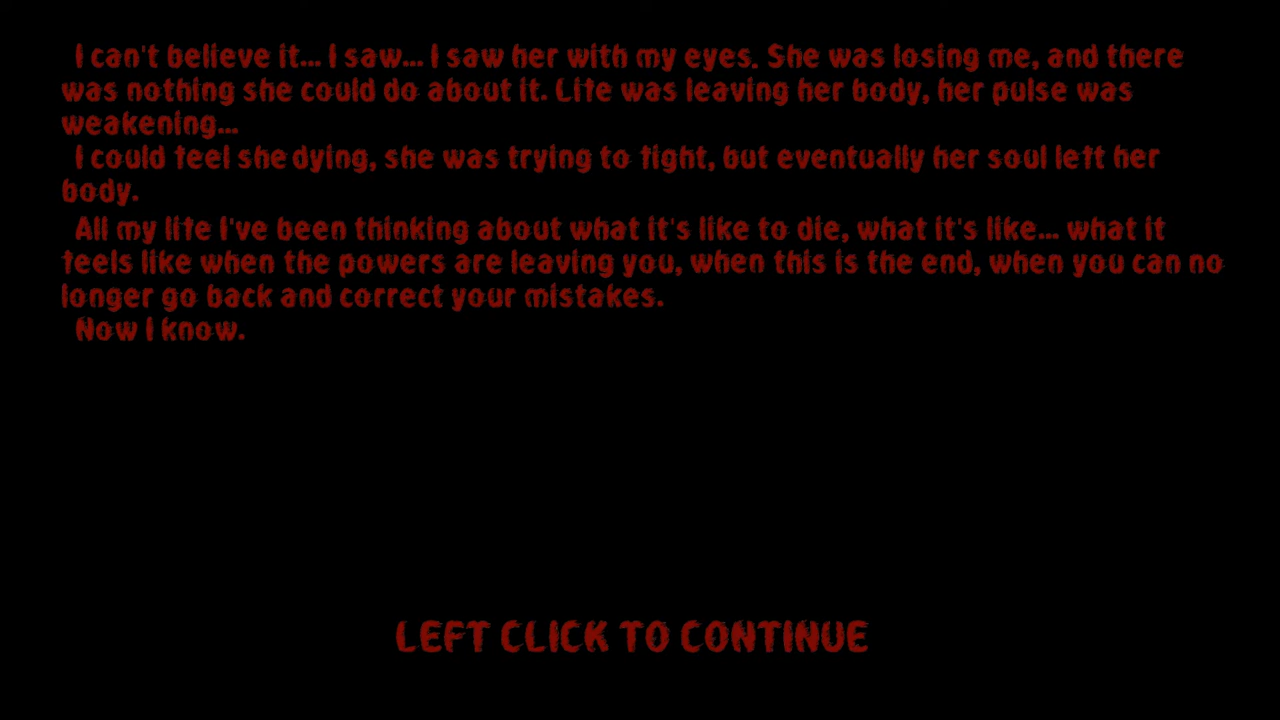 I can't believe it... I saw... I saw her with my eyes. She was losing me, and there
was nothing she could do about it. Life was leaving her body, her pulse was
weakening...
I could feel she dying, she was trying to fight, but eventually her soul left her
body.
All my life I've been thinking about what it's like to die, what it's like... what it
feels like when the powers are leaving you, when this is the end, when you can no
longer go back and correct your mistakes.
Now I know.
LEFT CLICK TO CONTINUE